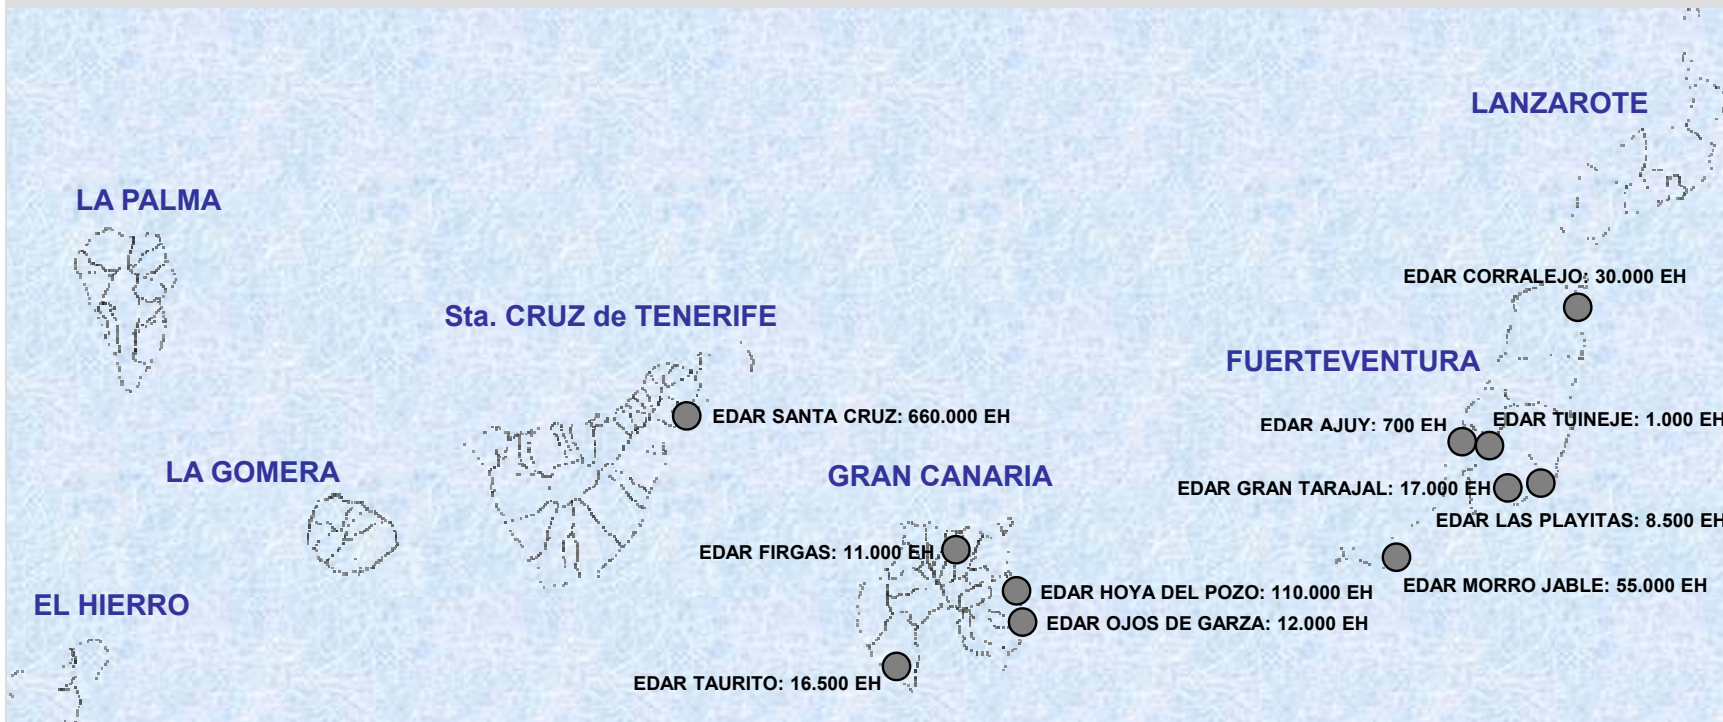 LANZAROTE
LA PALMA
EDAR CORRALEJO: 30.000 EH
Sta. CRUZ de TENERIFE
FUERTEVENTURA
EDAR SANTA CRUZ: 660.000 EH
EDAR AJUY: 700 EH
EDAR TUINEJE: 1.000 EH
LA GOMERA
GRAN CANARIA
EDAR GRAN TARAJAL: 17.000 EH
EDAR LAS PLAYITAS: 8.500 EH
EDAR FIRGAS: 11.000 EH
EDAR MORRO JABLE: 55.000 EH
EDAR HOYA DEL POZO: 110.000 EH
EL HIERRO
EDAR OJOS DE GARZA: 12.000 EH
EDAR TAURITO: 16.500 EH